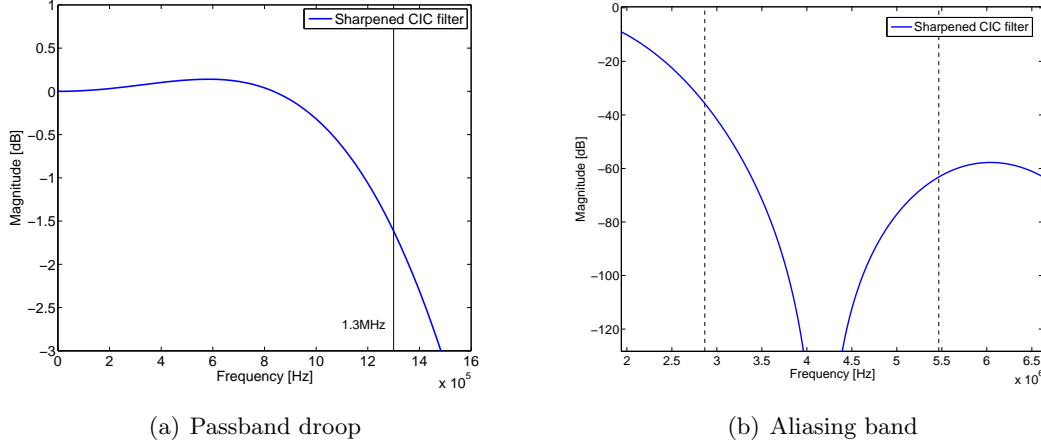 Sharpened CIC filter
1
0.5
0
−0.5
−1
−1.5
−2
−2.5
−3
Magnitude [dB]
1.3MHz
0 2 4 6 8 10 12 14 16
Frequency [Hz]
x 10^5
(a) Passband droop
Sharpened CIC filter
0
−20
−40
−60
−80
−100
−120
Magnitude [dB]
2 2.5 3 3.5 4 4.5 5 5.5 6 6.5
Frequency [Hz]
x 10^6
(b) Aliasing band